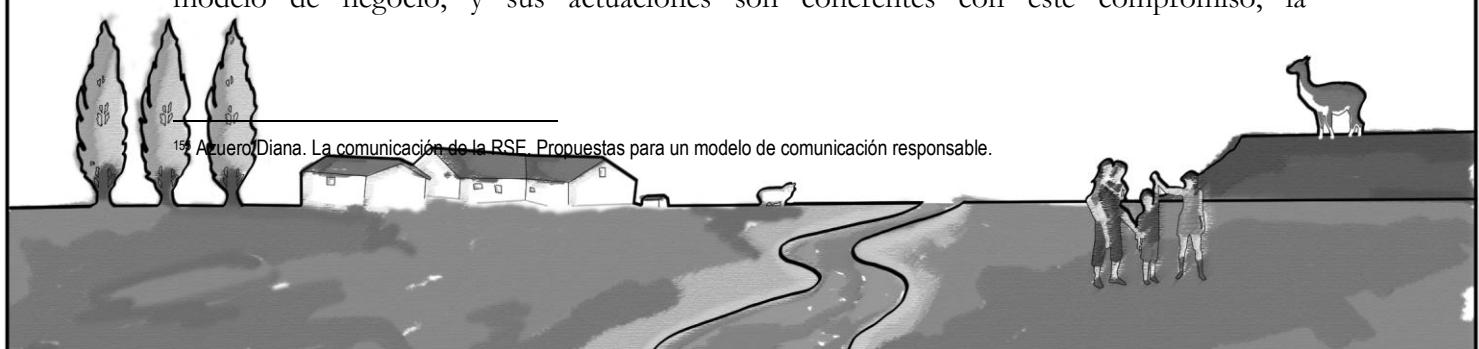 modelo de negocio, y sus actuaciones son coherentes con este compromiso, la
155 Azuero Diana. La comunicación de la RSE. Propuestas para un modelo de comunicación responsable.